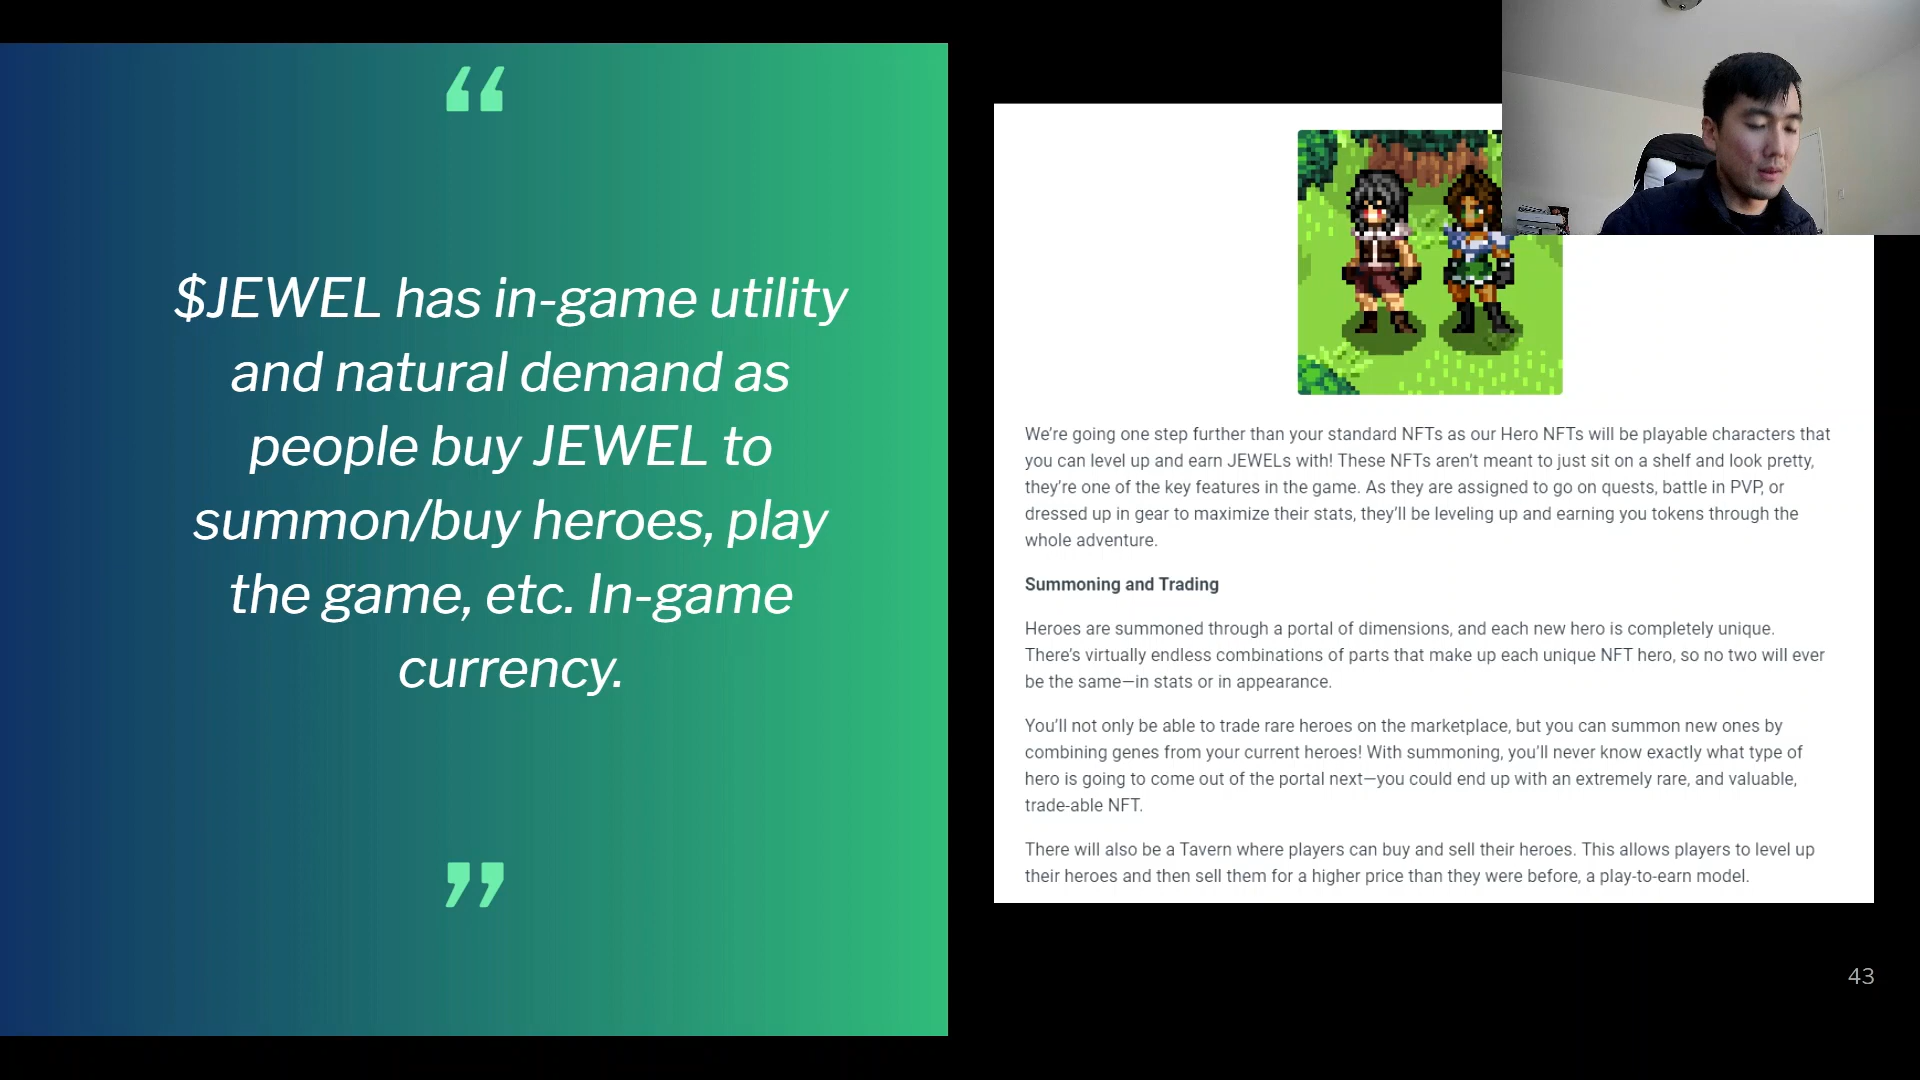 “
$JEWEL has in-game utility
and natural demand as
people buy JEWEL to
summon/buy heroes, play
the game, etc. In-game
currency.
”
We’re going one step further than your standard NFTs as our Hero NFTs will be playable characters that
you can level up and earn JEWELs with! These NFTs aren’t meant to just sit on a shelf and look pretty,
they’re one of the key features in the game. As they are assigned to go on quests, battle in PVP, or
dressed up in gear to maximize their stats, they’ll be leveling up and earning you tokens through the
whole adventure.
Summoning and Trading
Heroes are summoned through a portal of dimensions, and each new hero is completely unique.
There’s virtually endless combinations of parts that make up each unique NFT hero, so no two will ever
be the same—in stats or in appearance.
You’ll not only be able to trade rare heroes on the marketplace, but you can summon new ones by
combining genes from your current heroes! With summoning, you’ll never know exactly what type of
hero is going to come out of the portal next—you could end up with an extremely rare, and valuable,
trade-able NFT.
There will also be a Tavern where players can buy and sell their heroes. This allows players to level up
their heroes and then sell them for a higher price than they were before, a play-to-earn model.
43